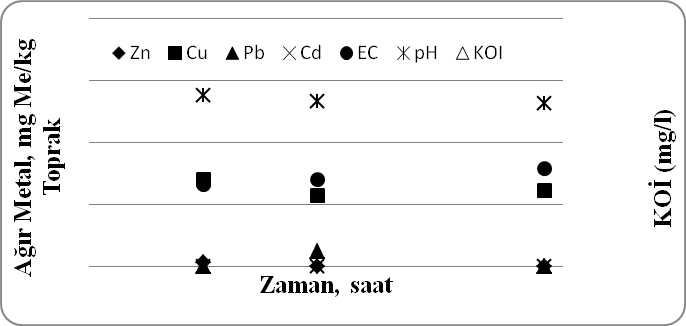 Zn Cu Pb Cd EC pH KOI
Ağır Metal, mg Me/kg
Toprak
KOİ (mg/l)
Zaman, saat